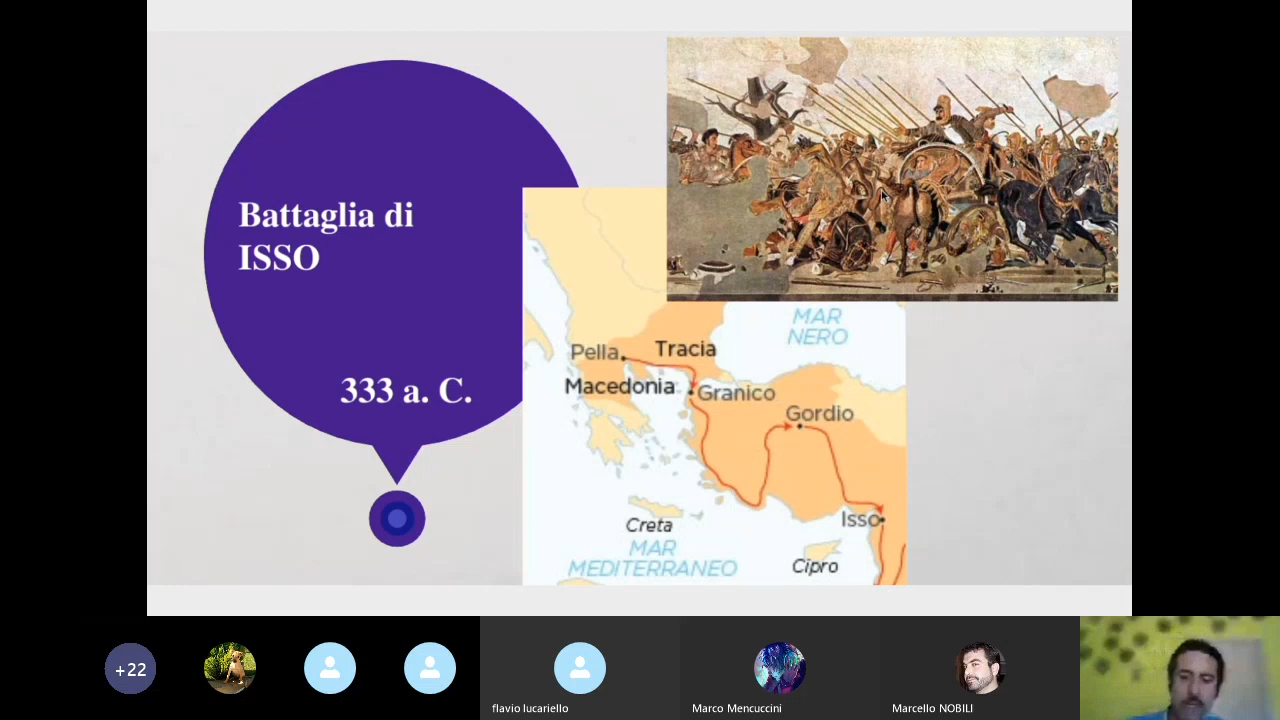 Battaglia di
ISSO
333 a. C.
MAR
NERO
Pella
Tracia
Macedonia
Granico
Gordio
Isso
Creta
MAR
MEDITERRANEO
Cipro
+22
flavio lucariello
Marco Mencuccini
Marcello NOBILI